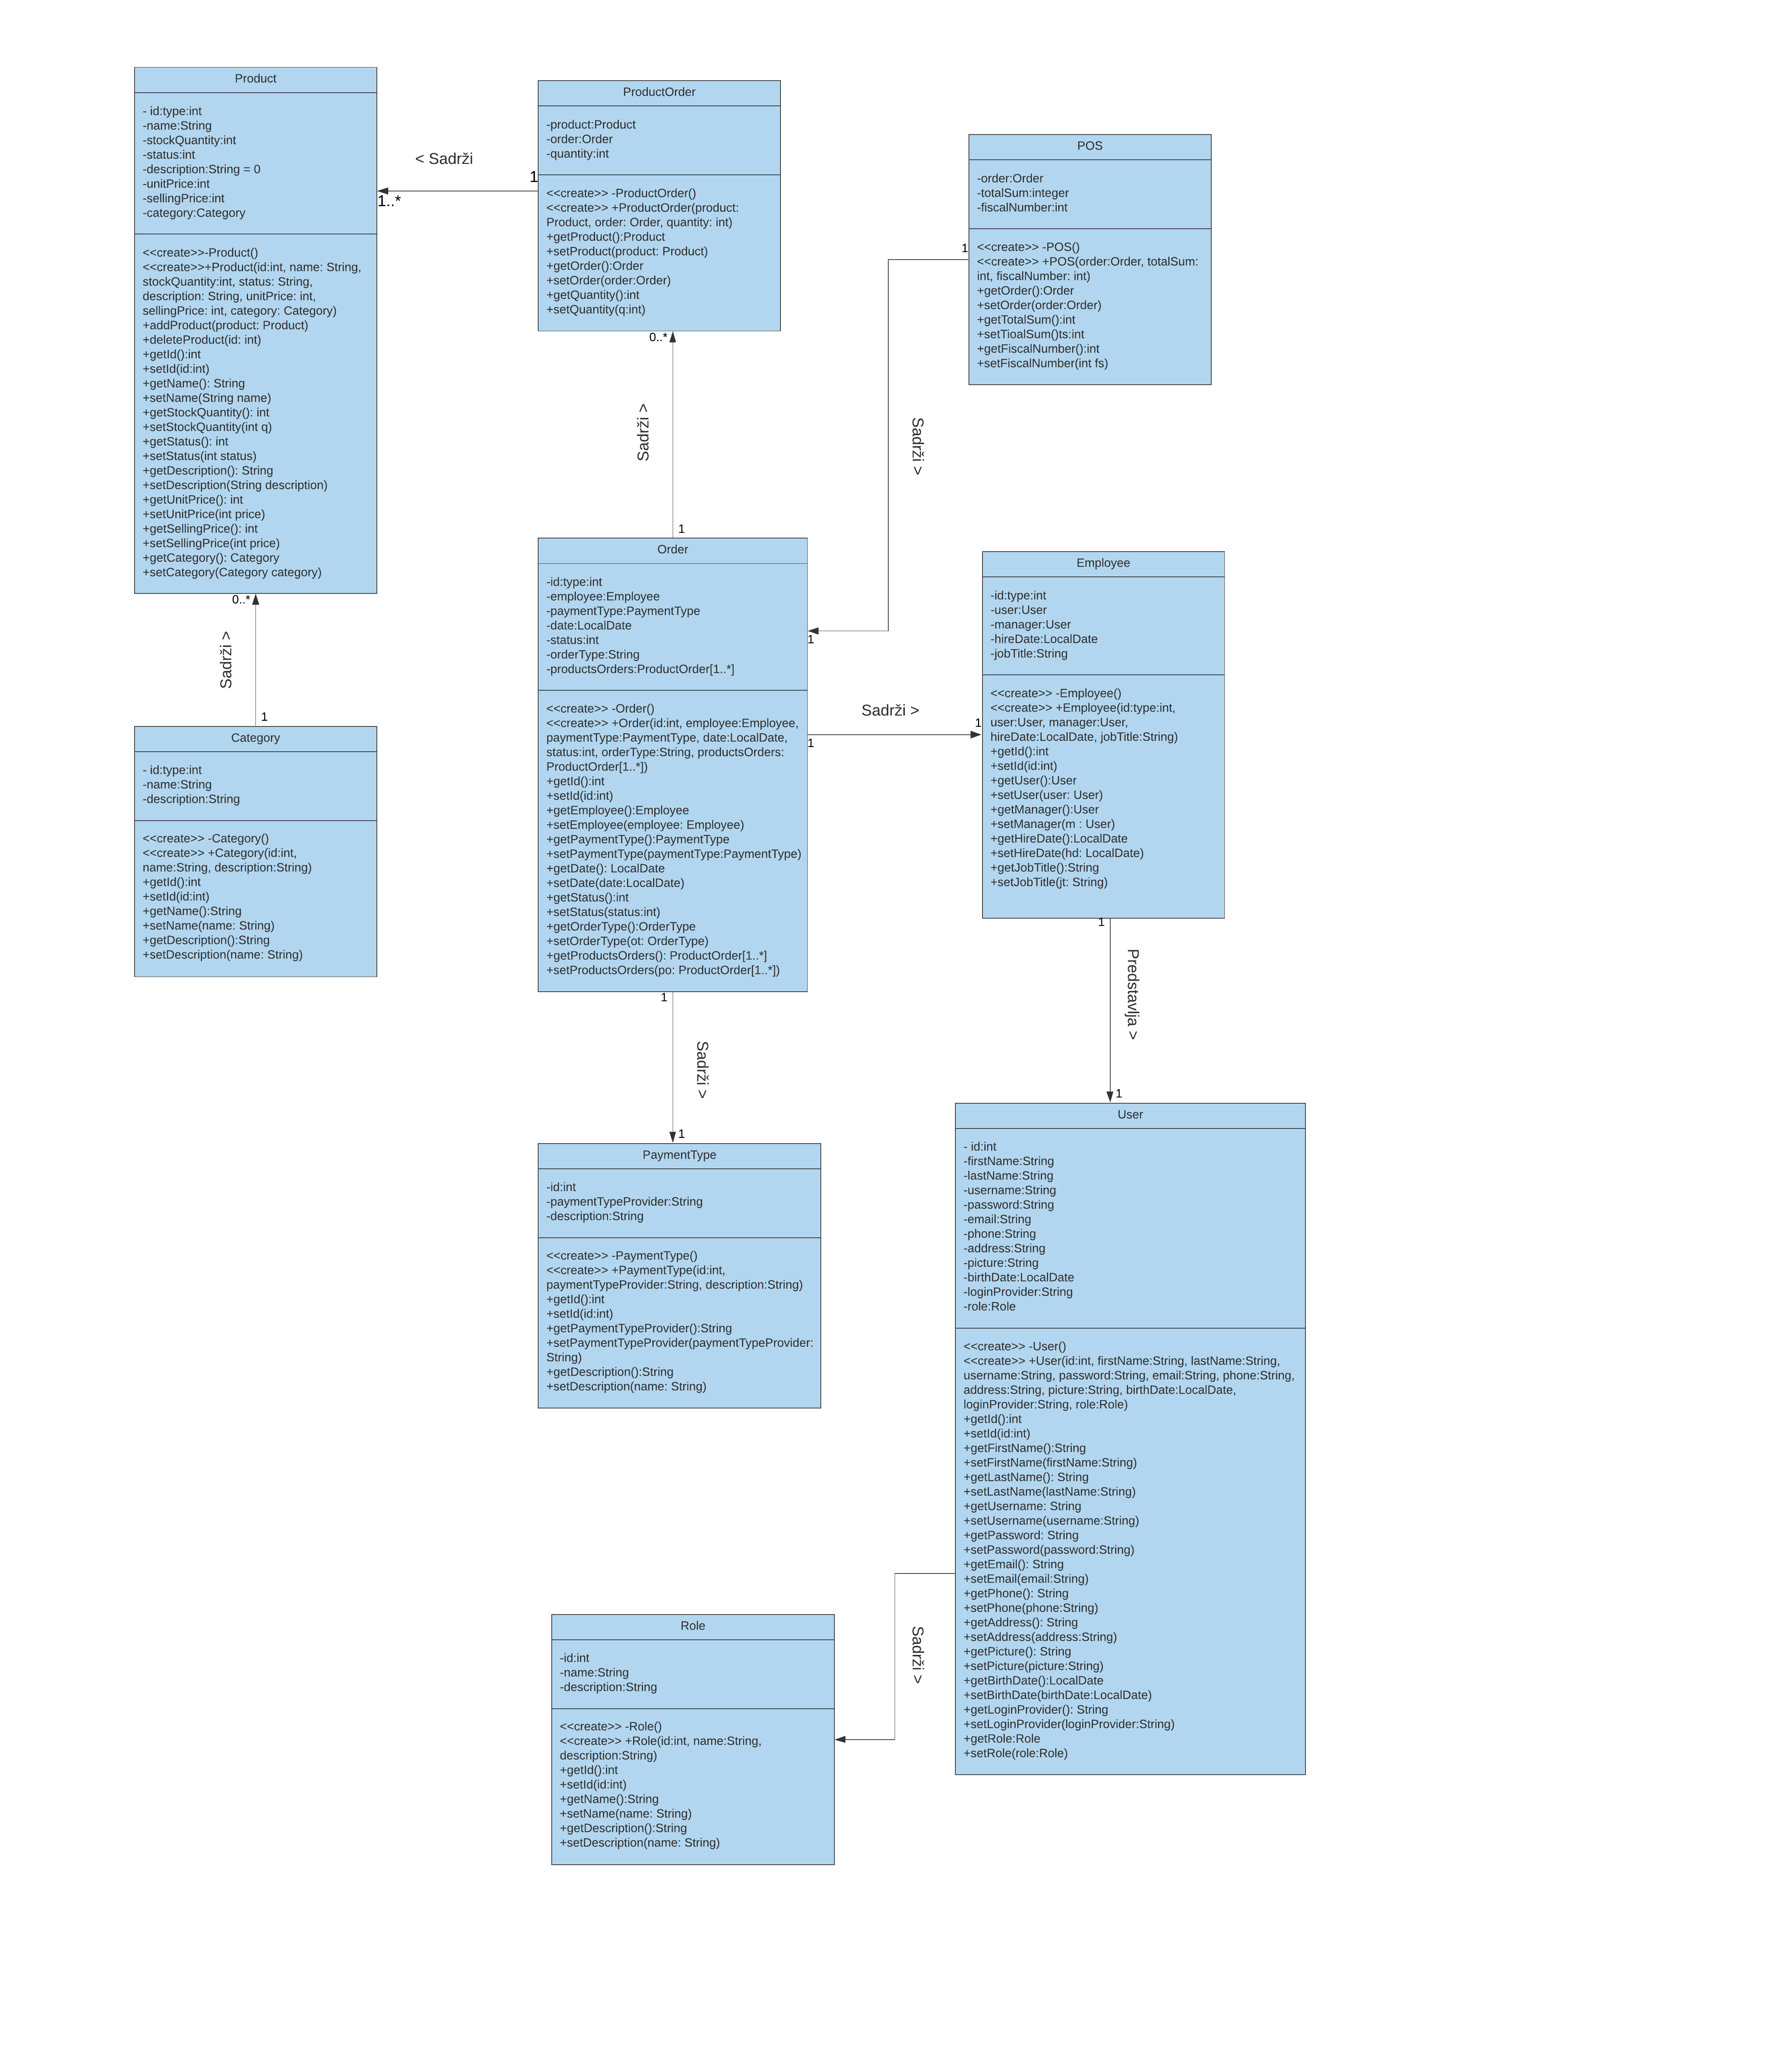 Product
- id:type:int
-name:String
-stockQuantity:int
-status:int
-description:String = 0
-unitPrice:int
-sellingPrice:int
-category:Category
<<create>>-Product()
<<create>>+Product(id:int, name: String,
stockQuantity:int, status: String,
description: String, unitPrice: int,
sellingPrice: int, category: Category)
+addProduct(product: Product)
+deleteProduct(id: int)
+getId():int
+setId(id:int)
+getName(): String
+setName(String name)
+getStockQuantity(): int
+setStockQuantity(int q)
+getStatus(): int
+setStatus(int status)
+getDescription(): String
+setDescription(String description)
+getUnitPrice(): int
+setUnitPrice(int price)
+getSellingPrice(): int
+setSellingPrice(int price)
+getCategory(): Category
+setCategory(Category category)
< Sadrži
1
1..*
ProductOrder
-product:Product
-order:Order
-quantity:int
<<create>> -ProductOrder()
<<create>> +ProductOrder(product:
Product, order: Order, quantity: int)
+getProduct():Product
+setProduct(product: Product)
+getOrder():Order
+setOrder(order:Order)
+getQuantity():int
+setQuantity(q:int)
POS
-order:Order
-totalSum:integer
-fiscalNumber:int
<<create>> -POS()
<<create>> +POS(order:Order, totalSum:
int, fiscalNumber: int)
+getOrder():Order
+setOrder(order:Order)
+getTotalSum():int
+setTioalSum()ts:int
+getFiscalNumber():int
+setFiscalNumber(int fs)
1
0..*
Sadrži >
1
Sadrži >
1
Order
-id:type:int
-employee:Employee
-paymentType:PaymentType
-date:LocalDate
-status:int
-orderType:String
-productsOrders:ProductOrder[1..*]
<<create>> -Order()
<<create>> +Order(id:int, employee:Employee,
paymentType:PaymentType, date:LocalDate,
status:int, orderType:String, productsOrders:
ProductOrder[1..*])
+getId():int
+setId(id:int)
+getEmployee():Employee
+setEmployee(employee: Employee)
+getPaymentType():PaymentType
+setPaymentType(paymentType:PaymentType)
+getDate(): LocalDate
+setDate(date:LocalDate)
+getStatus():int
+setStatus(status:int)
+getOrderType():OrderType
+setOrderType(ot: OrderType)
+getProductsOrders(): ProductOrder[1..*]
+setProductsOrders(po: ProductOrder[1..*])
Sadrži >
1
1
Employee
-id:type:int
-user:User
-manager:User
-hireDate:LocalDate
-jobTitle:String
<<create>> -Employee()
<<create>> +Employee(id:type:int,
user:User, manager:User,
hireDate:LocalDate, jobTitle:String)
+getId():int
+setId(id:int)
+getUser():User
+setUser(user: User)
+getManager():User
+setManager(m : User)
+getHireDate():LocalDate
+setHireDate(hd: LocalDate)
+getJobTitle():String
+setJobTitle(jt: String)
0..*
Sadrži >
1
Category
- id:type:int
-name:String
-description:String
<<create>> -Category()
<<create>> +Category(id:int,
name:String, description:String)
+getId():int
+setId(id:int)
+getName():String
+setName(name: String)
+getDescription():String
+setDescription(name: String)
1
Sadrži >
1
1
Predstavlja >
1
PaymentType
-id:int
-paymentTypeProvider:String
-description:String
<<create>> -PaymentType()
<<create>> +PaymentType(id:int,
paymentTypeProvider:String, description:String)
+getId():int
+setId(id:int)
+getPaymentTypeProvider():String
+setPaymentTypeProvider(paymentTypeProvider:
String)
+getDescription():String
+setDescription(name: String)
User
- id:int
-firstName:String
-lastName:String
-username:String
-password:String
-email:String
-phone:String
-address:String
-picture:String
-birthDate:LocalDate
-loginProvider:String
-role:Role
<<create>> -User()
<<create>> +User(id:int, firstName:String, lastName:String,
username:String, password:String, email:String, phone:String,
address:String, picture:String, birthDate:LocalDate,
loginProvider:String, role:Role)
+getId():int
+setId(id:int)
+getFirstName():String
+setFirstName(firstName:String)
+getLastName(): String
+setLastName(lastName:String)
+getUsername: String
+setUsername(username:String)
+getPassword: String
+setPassword(password:String)
+getEmail(): String
+setEmail(email:String)
+getPhone(): String
+setPhone(phone:String)
+getAddress(): String
+setAddress(address:String)
+getPicture(): String
+setPicture(picture:String)
+getBirthDate():LocalDate
+setBirthDate(birthDate:LocalDate)
+getLoginProvider(): String
+setLoginProvider(loginProvider:String)
+getRole:Role
+setRole(role:Role)
Sadrži >
Role
-id:int
-name:String
-description:String
<<create>> -Role()
<<create>> +Role(id:int, name:String,
description:String)
+getId():int
+setId(id:int)
+getName():String
+setName(name: String)
+getDescription():String
+setDescription(name: String)